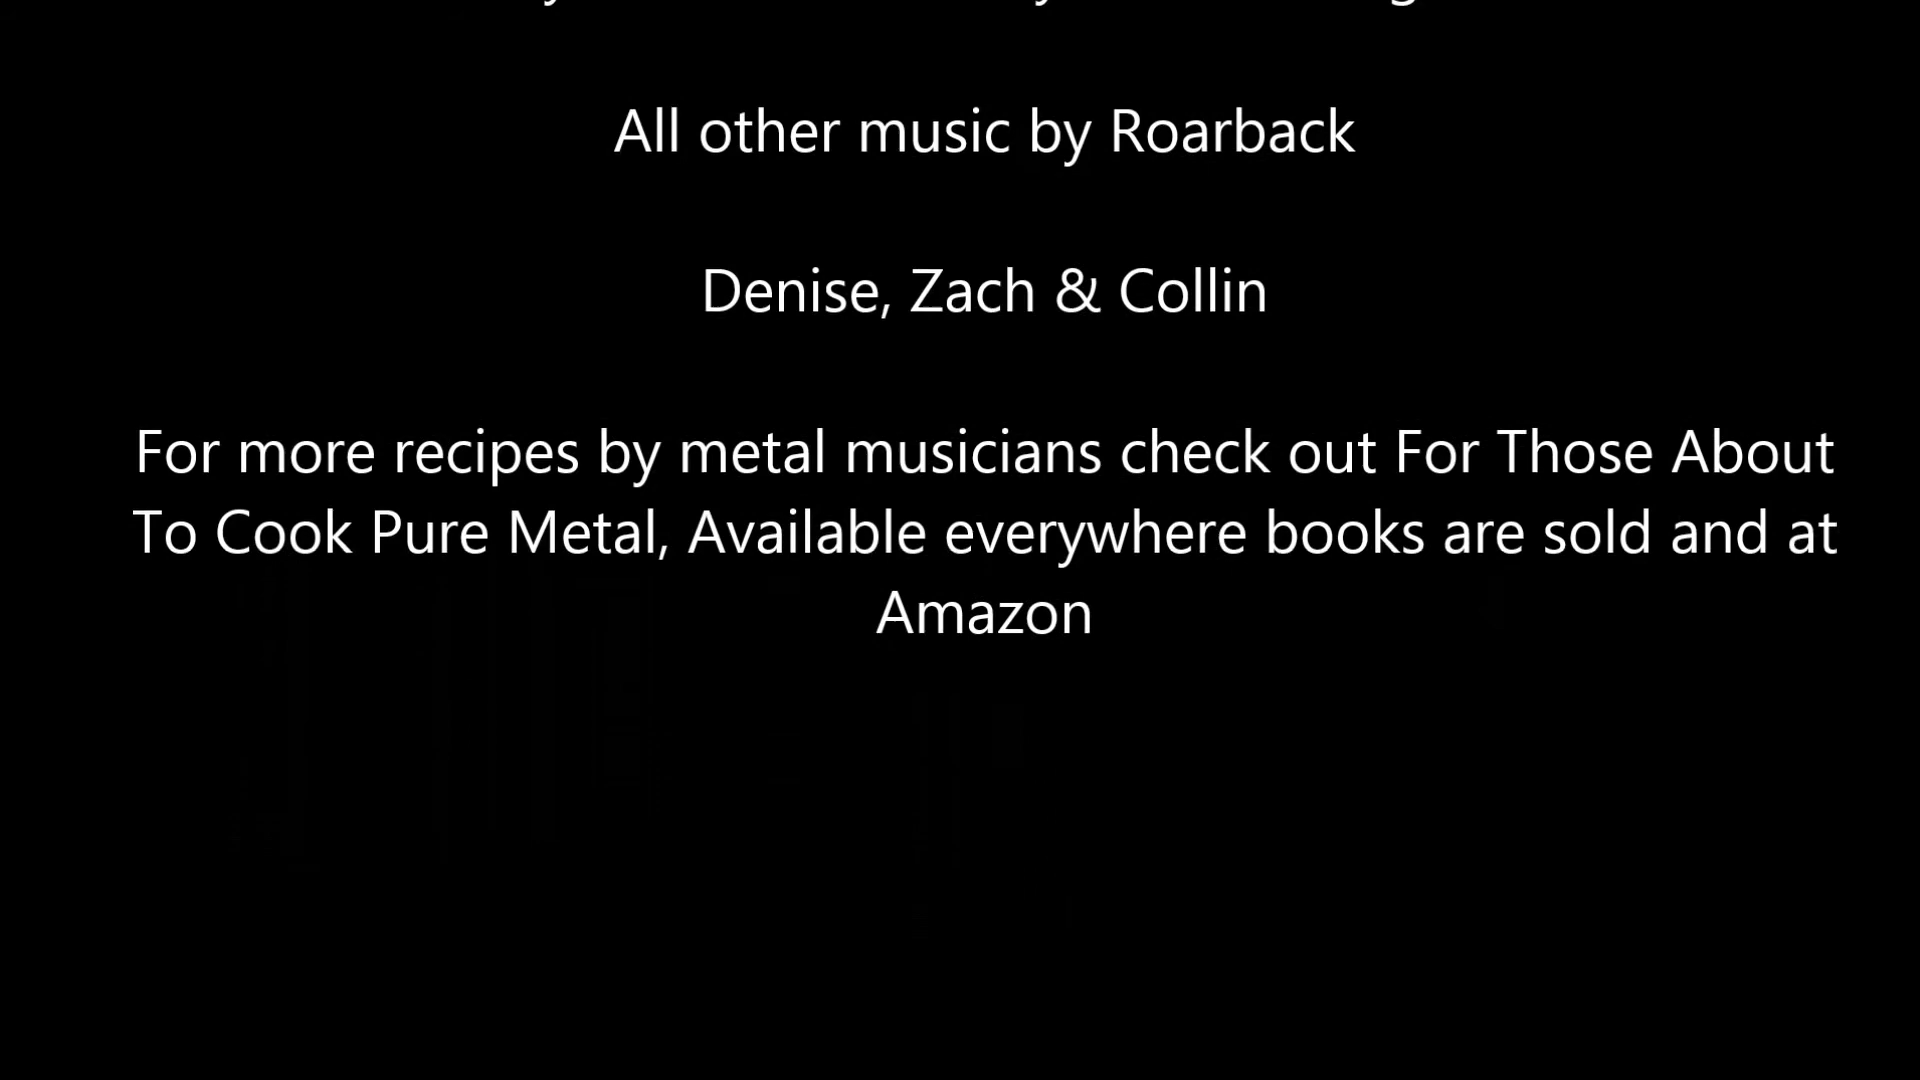 All other music by Roarback
Denise, Zach & Collin
For more recipes by metal musicians check out For Those About
To Cook Pure Metal, Available everywhere books are sold and at
Amazon